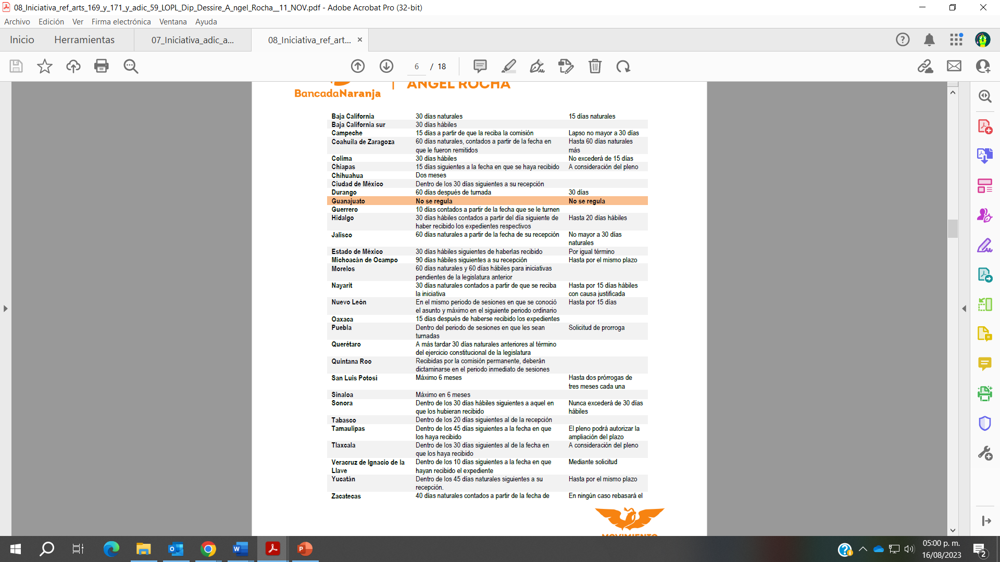 08_Iniciativa_ref_arts_169_y_171_y_adic_59_LOPL_Dip_Dessire_A_ngel_Rocha__11_NOV.pdf - Adobe Acrobat Pro (32-bit)
Archivo Edición Ver Firma electrónica Ventana Ayuda
Inicio Herramientas 07_Iniciativa_adic_a... 08_Iniciativa_ref_art... ×
6 / 18
BancadaNaranja | ÁNGEL ROCHA
Baja California 30 días naturales 15 días naturales
Baja California sur 30 días hábiles
Campeche 15 días a partir de que la reciba la comisión Lapso no mayor a 30 días
Coahuila de Zaragoza 60 días naturales, contados a partir de la fecha en Hasta 60 días naturales
que le fueron remitidos más
Colima 30 días hábiles No excederá de 15 días
Chiapas 15 días siguientes a la fecha en que se haya recibido A consideración del pleno
Chihuahua Dos meses
Ciudad de México Dentro de los 30 días siguientes a su recepción
Durango 60 días después de turnada 30 días
Guanajuato No se regula No se regula
Guerrero 10 días contados a partir de la fecha que se le turnen
Hidalgo 30 días hábiles contados a partir del día siguiente de Hasta 20 días hábiles
haber recibido los expedientes respectivos
Jalisco 60 días naturales a partir de la fecha de su recepción No mayor a 30 días
naturales
Estado de México 30 días hábiles siguientes de haberlas recibido Por igual término
Michoacán de Ocampo 90 días hábiles siguientes a su recepción Hasta por el mismo plazo
Morelos 60 días naturales y 60 días hábiles para iniciativas
pendientes de la legislatura anterior
Nayarit 30 días naturales contados a partir de que se reciba Hasta por 15 días hábiles
la iniciativa con causa justificada
Nuevo León En el mismo periodo de sesiones en que se conoció Hasta por 15 días
el asunto y máximo en el siguiente periodo ordinario
Oaxaca 15 días después de haberse recibido los expedientes
Puebla Dentro del periodo de sesiones en que les sean Solicitud de prorroga
turnadas
Querétaro A más tardar 30 días naturales anteriores al término
del ejercicio constitucional de la legislatura
Quintana Roo Recibidas por la comisión permanente, deberán
dictaminarse en el periodo inmediato de sesiones
San Luis Potosí Máximo 6 meses Hasta dos prórrogas de
tres meses cada una
Sinaloa Máximo en 6 meses
Sonora Dentro de los 30 días hábiles siguientes a aquel en Nunca excederá de 30 días
que los hubieran recibido hábiles
Tabasco Dentro de los 20 días siguientes al de la recepción
Tamaulipas Dentro de los 45 días siguientes a la fecha en que El pleno podrá autorizar la
los haya recibido ampliación del plazo
Tlaxcala Dentro de los 30 días siguientes al de la fecha en A consideración del pleno
que los haya recibido
Veracruz de Ignacio de la Dentro de los 10 días siguientes a la fecha en que Mediante solicitud
Llave hayan recibido el expediente
Yucatán Dentro de los 45 días naturales siguientes a su Hasta por el mismo plazo
recepción.
Zacatecas 40 días naturales contados a partir de la fecha de En ningún caso rebasará el
MOVIMIENTO
05:00 p. m.
16/08/2023
2